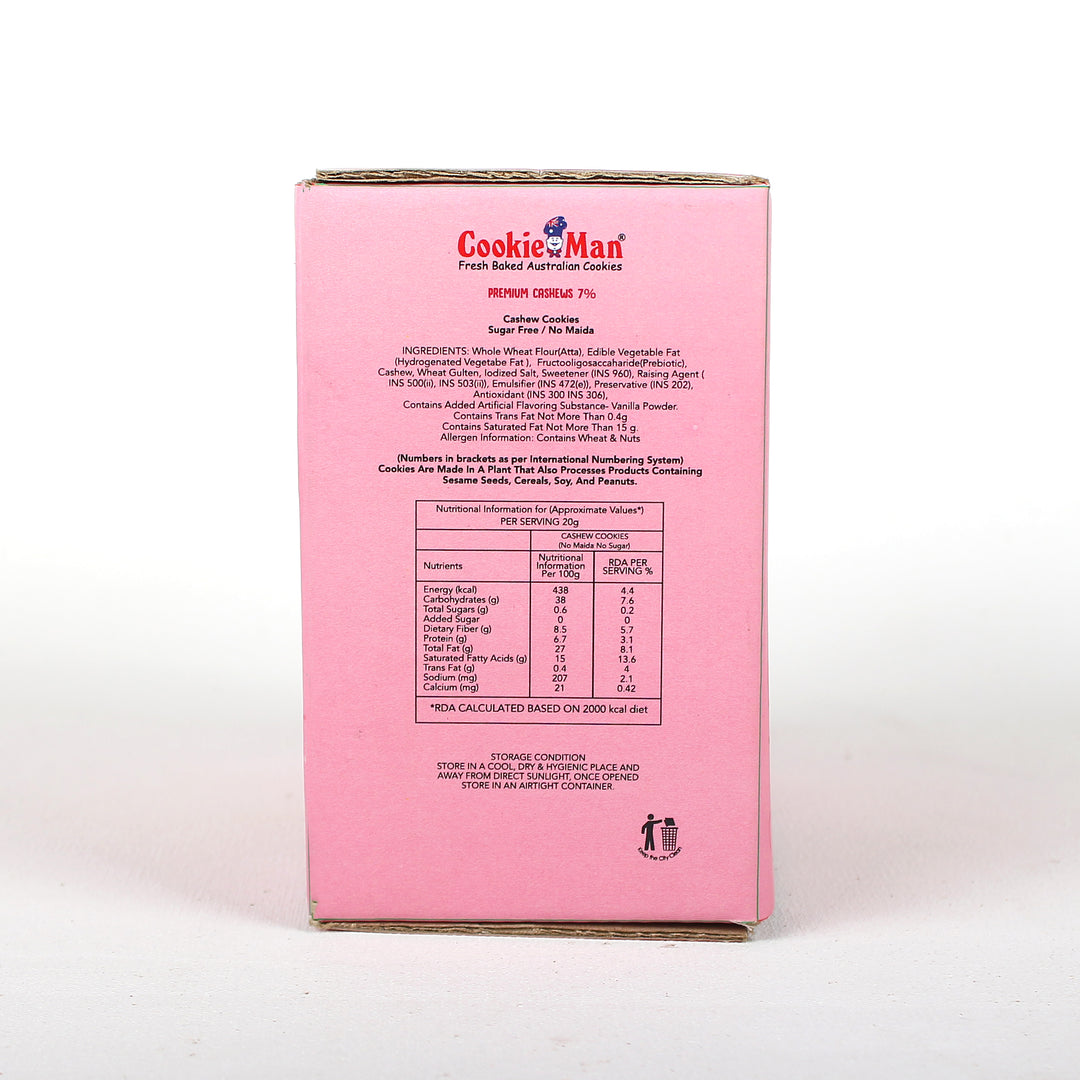 Cookie Man®
Fresh Baked Australian Cookies
PREMIUM CASHEWS 7%
Cashew Cookies
Sugar Free / No Maida
INGREDIENTS: Whole Wheat Flour(Atta), Edible Vegetable Fat
(Hydrogenated Vegetabe Fat ), Fructooligosaccaharide(Prebiotic),
Cashew, Wheat Gulten, Iodized Salt, Sweetener (INS 960), Raising Agent (
INS 500(ii), INS 503(ii)), Emulsifier (INS 472(e)), Preservative (INS 202),
Antioxidant (INS 300 INS 306),
Contains Added Artificial Flavoring Substance- Vanilla Powder.
Contains Trans Fat Not More Than 0.4g
Contains Saturated Fat Not More Than 15 g.
Allergen Information: Contains Wheat & Nuts
(Numbers in brackets as per International Numbering System)
Cookies Are Made In A Plant That Also Processes Products Containing
Sesame Seeds, Cereals, Soy, And Peanuts.
Nutritional Information for (Approximate Values*)
PER SERVING 20g
CASHEW COOKIES
(No Maida No Sugar)
Nutrients Nutritional Information Per 100g RDA PER SERVING %
Energy (kcal) 438 4.4
Carbohydrates (g) 38 7.6
Total Sugars (g) 0.6 0.2
Added Sugar 0 0
Dietary Fiber (g) 8.5 5.7
Protein (g) 6.7 3.1
Total Fat (g) 27 8.1
Saturated Fatty Acids (g) 15 13.6
Trans Fat (g) 0.4 4
Sodium (mg) 207 2.1
Calcium (mg) 21 0.42
*RDA CALCULATED BASED ON 2000 kcal diet
STORAGE CONDITION
STORE IN A COOL, DRY & HYGIENIC PLACE AND
AWAY FROM DIRECT SUNLIGHT, ONCE OPENED
STORE IN AN AIRTIGHT CONTAINER.
Keep the City Clean